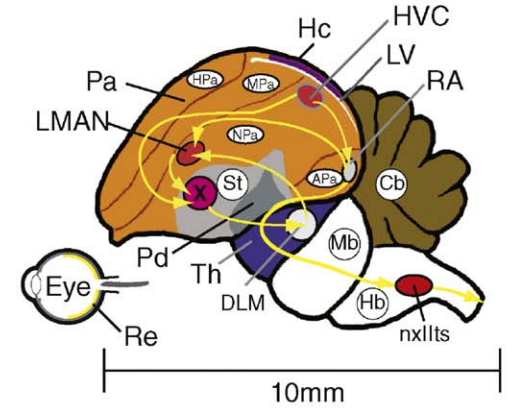 HVC
Hc
LV
RA
Pa
HPa
MPa
LMAN
NPa
X
St
APa
Cb
Mb
Eye
Pd
Th
DLM
Hb
Re
nxIIts
10mm